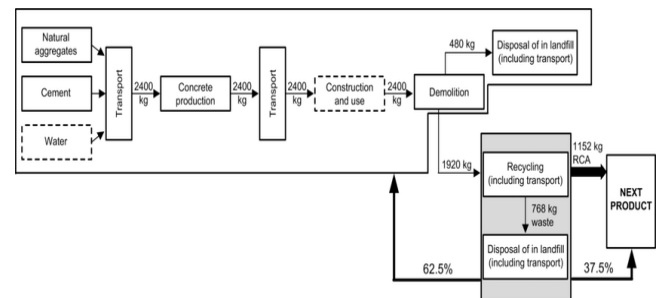 Natural
aggregates
Cement
Water
Transport
2400
kg
Concrete
production
2400
kg
Transport
2400
kg
Construction
and use
2400
kg
Demolition
480 kg
Disposal of in landfill
(including transport)
1920 kg
Recycling
(including transport)
1152 kg
RCA
768 kg
waste
Disposal of in landfill
(including transport)
NEXT
PRODUCT
62.5%
37.5%